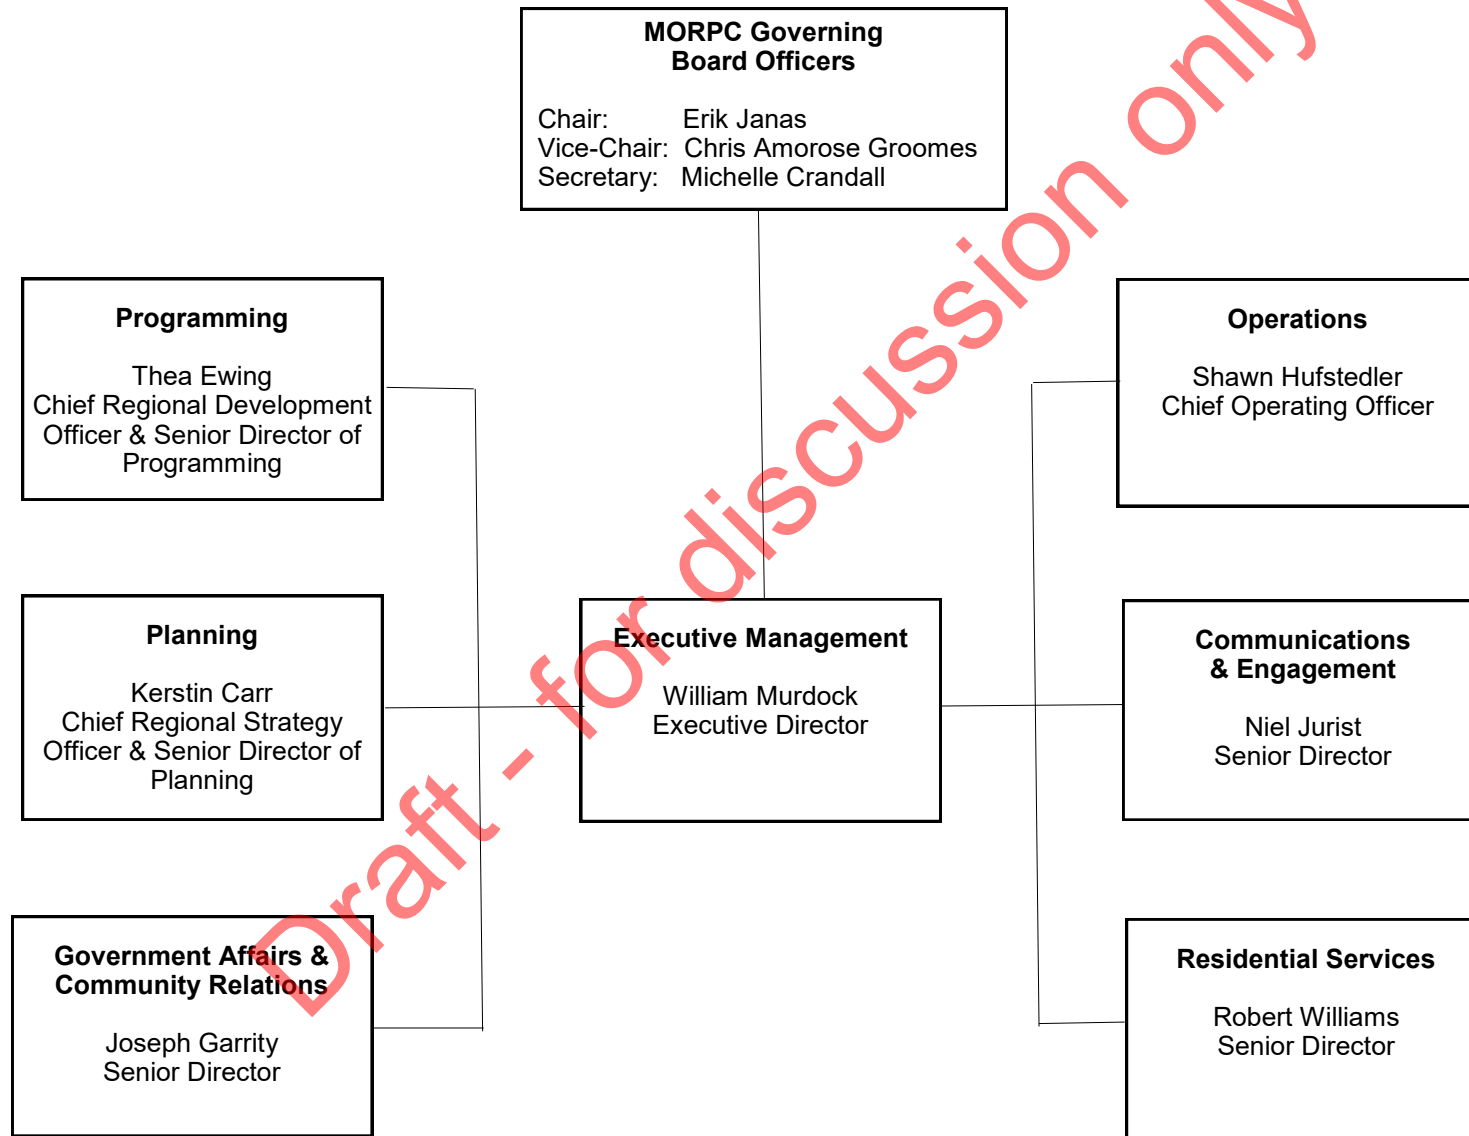 MORPC Governing
Board Officers
Chair: Erik Janas
Vice-Chair: Chris Amorose Groomes
Secretary: Michelle Crandall
Programming
Thea Ewing
Chief Regional Development
Officer & Senior Director of
Programming
Operations
Shawn Hufstedler
Chief Operating Officer
Planning
Kerstin Carr
Chief Regional Strategy
Officer & Senior Director of
Planning
Executive Management
William Murdock
Executive Director
Communications
& Engagement
Niel Jurist
Senior Director
Government Affairs &
Community Relations
Joseph Garrity
Senior Director
Residential Services
Robert Williams
Senior Director
Draft - for discussion only